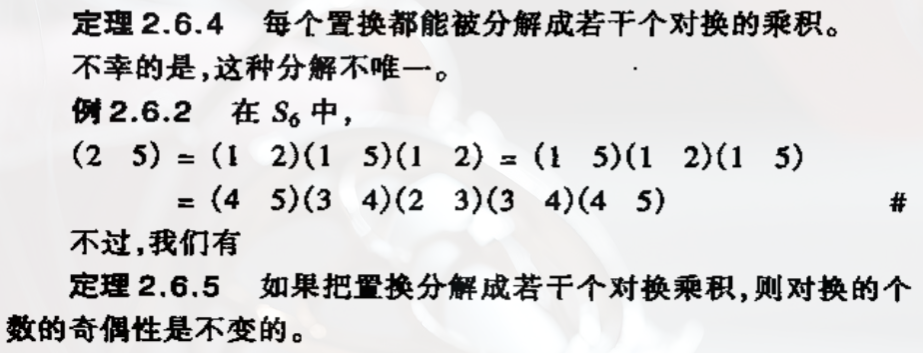 定理2.6.4 每个置换都能被分解成若干个对换的乘积。
不幸的是,这种分解不唯一。
例2.6.2 在 S₆ 中,
(2 5) = (1 2)(1 5)(1 2) = (1 5)(1 2)(1 5)
= (4 5)(3 4)(2 3)(3 4)(4 5) #
不过,我们有
定理2.6.5 如果把置换分解成若干个对换乘积,则对换的个
数的奇偶性是不变的。